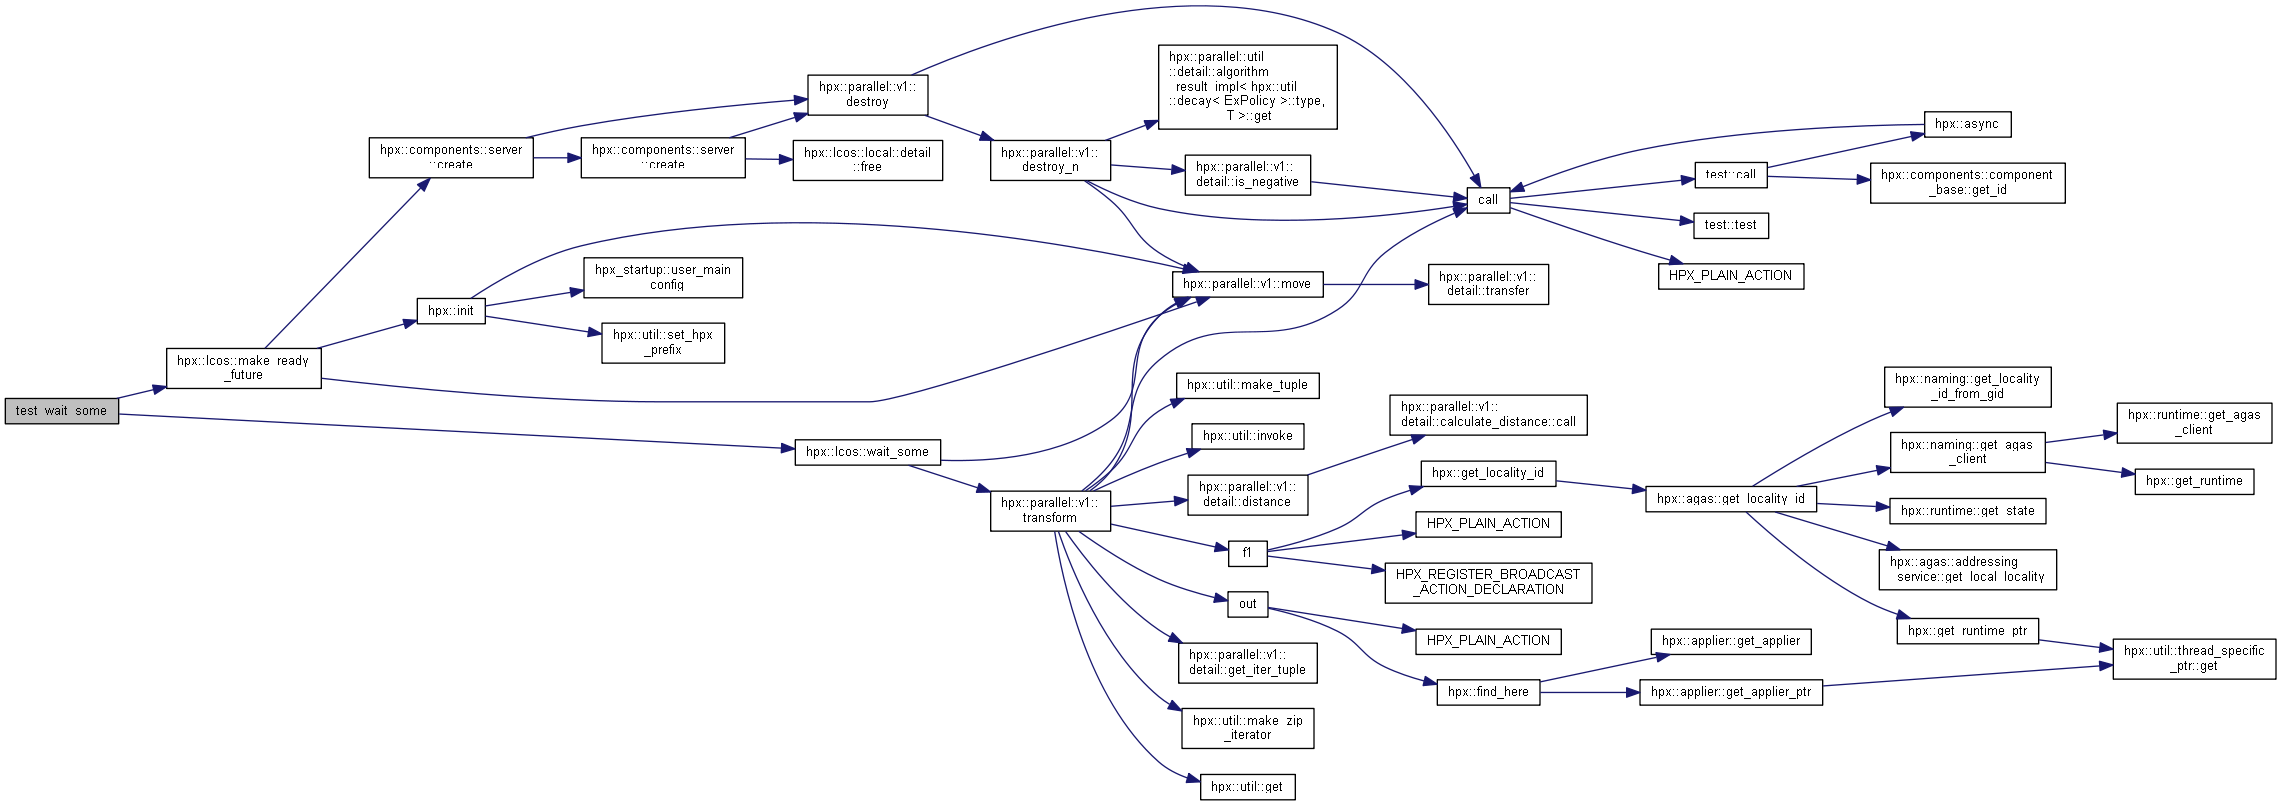 test_wait_some
hpx::lcos::make_ready
_future
hpx::components::server
::create
hpx::init
hpx::components::server
::create
hpx_startup::user_main
_config
hpx::util::set_hpx
_prefix
hpx::parallel::v1::
destroy
hpx::lcos::local::detail
::free
hpx::lcos::wait_some
hpx::parallel::v1::
destroy_n
hpx::parallel::v1::
transform
hpx::parallel::util
::detail::algorithm
_result_impl< hpx::util
::decay< ExPolicy >::type,
T >::get
hpx::parallel::v1::
detail::is_negative
hpx::parallel::v1::move
hpx::util::make_tuple
hpx::util::invoke
hpx::parallel::v1::
detail::distance
f1
out
hpx::parallel::v1::
detail::get_iter_tuple
hpx::util::make_zip
_iterator
hpx::util::get
call
hpx::parallel::v1::
detail::transfer
hpx::parallel::v1::
detail::calculate_distance::call
hpx::get_locality_id
HPX_PLAIN_ACTION
HPX_REGISTER_BROADCAST
_ACTION_DECLARATION
HPX_PLAIN_ACTION
hpx::find_here
test::call
test::test
HPX_PLAIN_ACTION
hpx::agas::get_locality_id
hpx::applier::get_applier
hpx::applier::get_applier_ptr
hpx::async
hpx::components::component
_base::get_id
hpx::naming::get_locality
_id_from_gid
hpx::naming::get_agas
_client
hpx::runtime::get_state
hpx::agas::addressing
_service::get_local_locality
hpx::get_runtime_ptr
hpx::runtime::get_agas
_client
hpx::get_runtime
hpx::util::thread_specific
_ptr::get